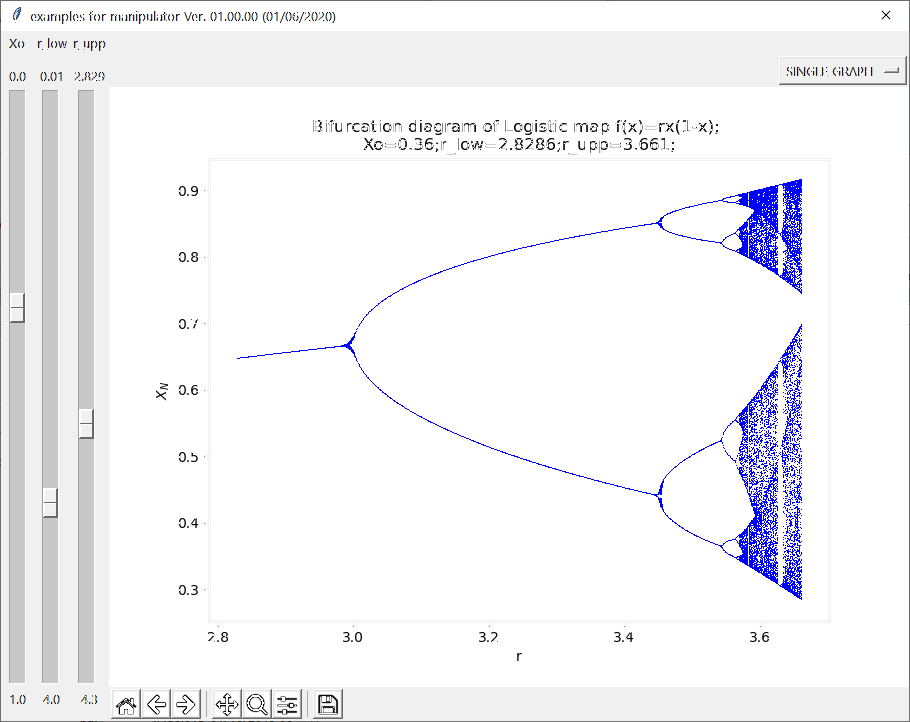 examples for manipulator Ver. 01.00.00 (01/06/2020)
Xo r_low r_upp
0.0 0.01 2.829
SINGLE GRAPH
Bifurcation diagram of Logistic map f(x)=rx(1-x);
Xo=0.36;r_low=2.8286;r_upp=3.661;
0.9
0.8
0.7
0.6
0.5
0.4
0.3
X_N
2.8 3.0 3.2 3.4 3.6
r
1.0 4.0 4.3